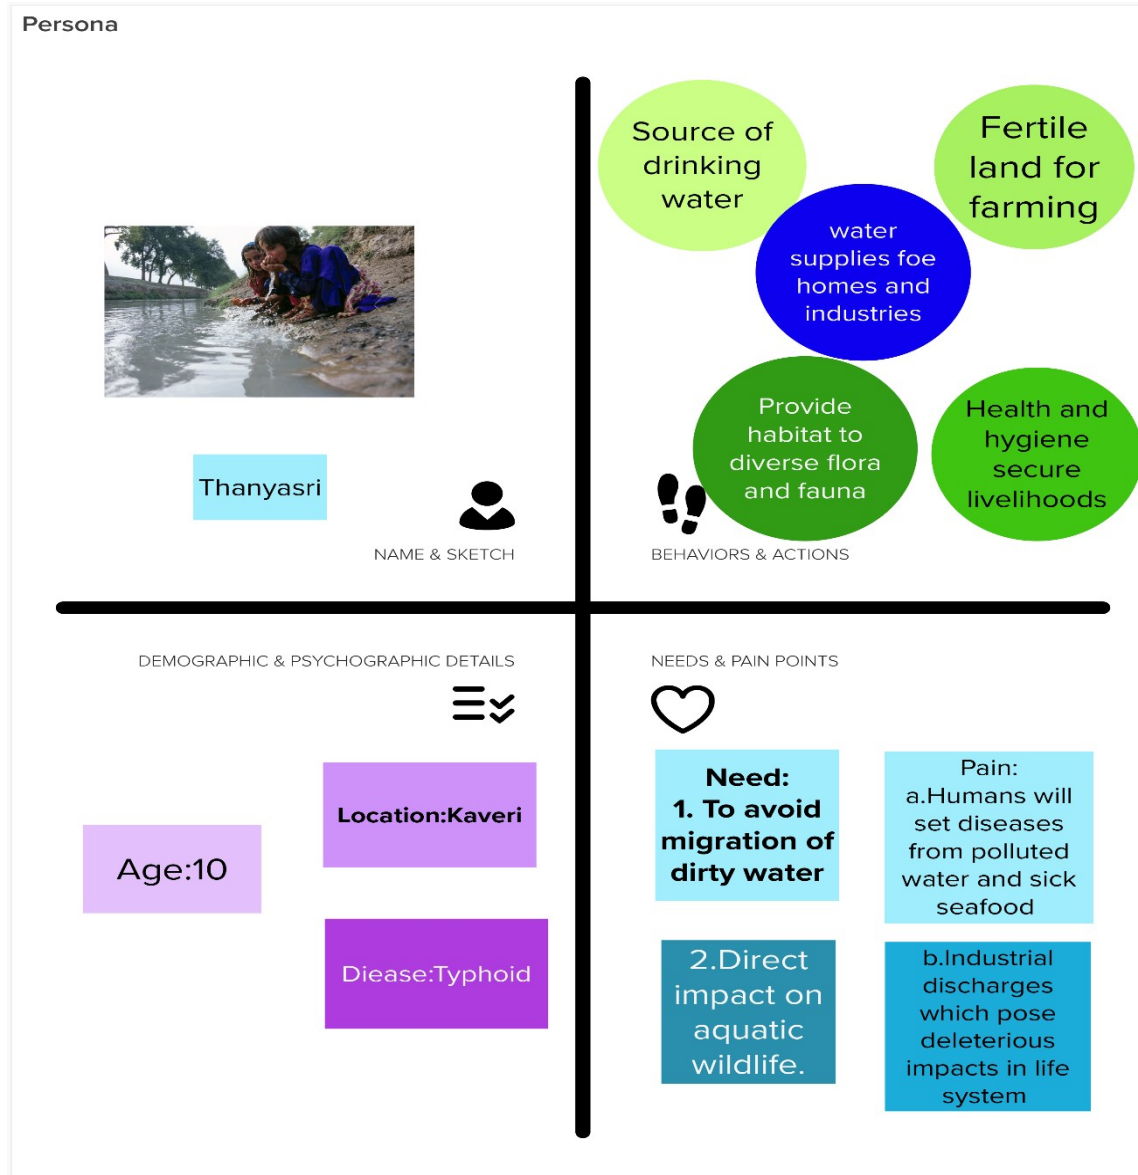 Persona
Source of
drinking
water
Fertile
land for
farming
water
supplies foe
homes and
industries
Provide
habitat to
diverse flora
and fauna
Health and
hygiene
secure
livelihoods
Thanyasri
NAME & SKETCH
BEHAVIORS & ACTIONS
DEMOGRAPHIC & PSYCHOGRAPHIC DETAILS
NEEDS & PAIN POINTS
Location:Kaveri
Age:10
Diease:Typhoid
Need:
1. To avoid
migration of
dirty water
Pain:
a.Humans will
set diseases
from polluted
water and sick
seafood
2.Direct
impact on
aquatic
wildlife.
b.Industrial
discharges
which pose
deleterious
impacts in life
system